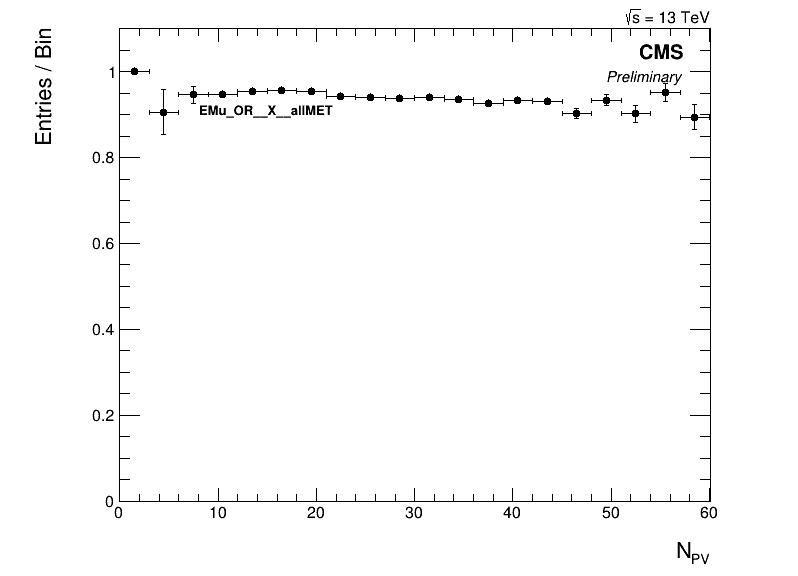 √s = 13 TeV
CMS
Preliminary
EMu_OR__X__allMET
Entries / Bin
1
0.8
0.6
0.4
0.2
0
0 10 20 30 40 50 60
N_PV